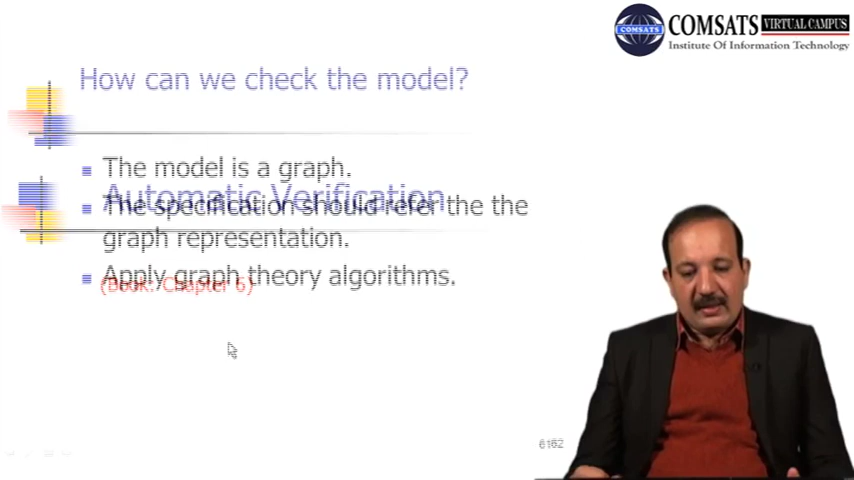 COMSATS VIRTUAL CAMPUS
COMSATS
Institute Of Information Technology
How can we check the model?
The model is a graph.
Automatic Verification
The specification should refer the the
graph representation.
Apply graph theory algorithms.
(Book: Chapter 6)